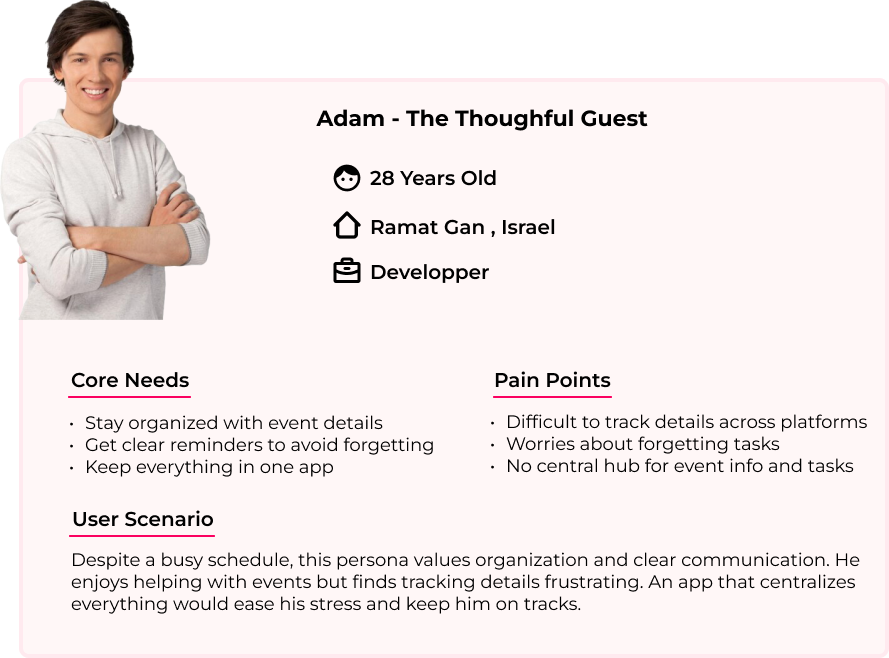 Adam - The Thoughful Guest
28 Years Old
Ramat Gan , Israel
Developper
Core Needs
• Stay organized with event details
• Get clear reminders to avoid forgetting
• Keep everything in one app
Pain Points
• Difficult to track details across platforms
• Worries about forgetting tasks
• No central hub for event info and tasks
User Scenario
Despite a busy schedule, this persona values organization and clear communication. He
enjoys helping with events but finds tracking details frustrating. An app that centralizes
everything would ease his stress and keep him on tracks.